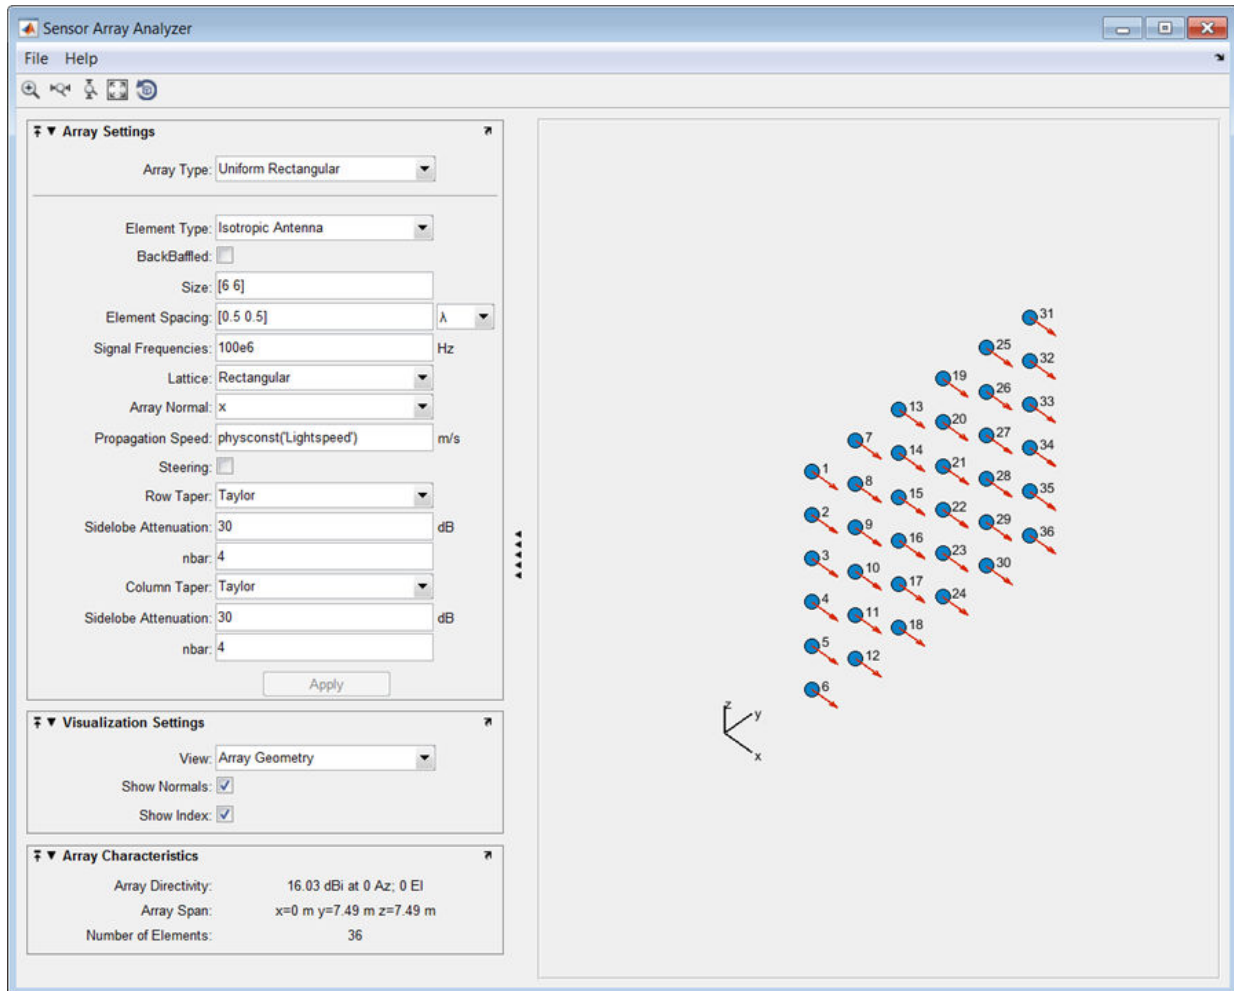 Sensor Array Analyzer
File Help
Array Settings
Array Type: Uniform Rectangular
Element Type: Isotropic Antenna
BackBaffled:
Size: [6 6]
Element Spacing: [0.5 0.5] λ
Signal Frequencies: 100e6 Hz
Lattice: Rectangular
Array Normal: x
Propagation Speed: physconst('Lightspeed') m/s
Steering:
Row Taper: Taylor
Sidelobe Attenuation: 30 dB
nbar: 4
Column Taper: Taylor
Sidelobe Attenuation: 30 dB
nbar: 4
Apply
Visualization Settings
View: Array Geometry
Show Normals:
Show Index:
Array Characteristics
Array Directivity: 16.03 dBi at 0 Az; 0 El
Array Span: x=0 m y=7.49 m z=7.49 m
Number of Elements: 36
31
25
32
19
26
33
13
20
27
34
7
14
21
28
35
1
8
15
22
29
36
2
9
16
23
30
3
10
17
24
4
11
18
5
12
6
z
y
x